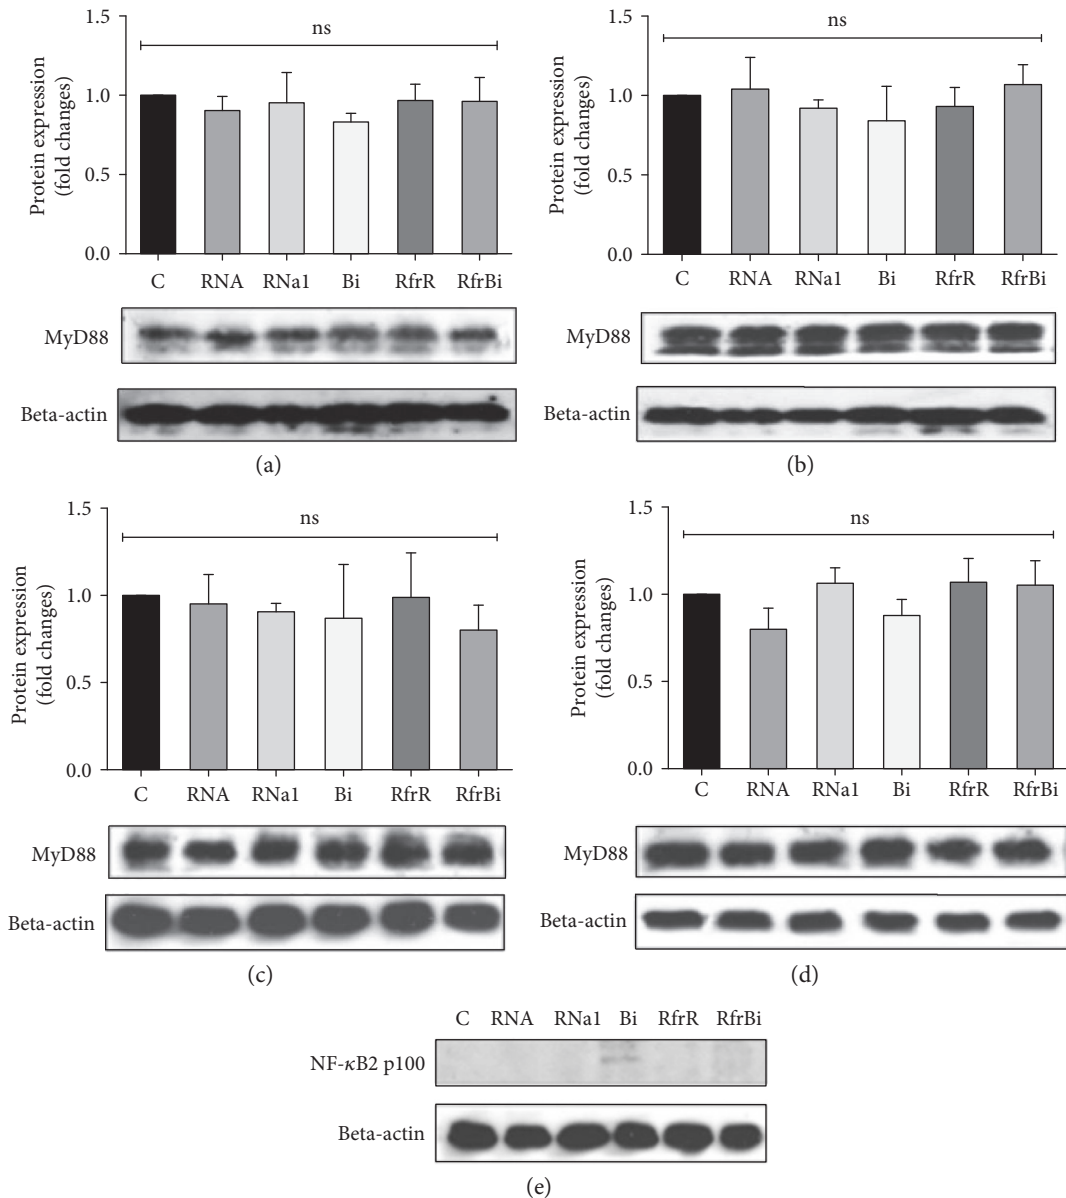 1.5
ns
1.0
0.5
0.0
Protein expression
(fold changes)
C RNA RNa1 Bi RfrR RfrBi
MyD88
Beta-actin
(a)
1.5
ns
1.0
0.5
0.0
Protein expression
(fold changes)
C RNA RNa1 Bi RfrR RfrBi
MyD88
Beta-actin
(b)
1.5
ns
1.0
0.5
0.0
Protein expression
(fold changes)
C RNA RNa1 Bi RfrR RfrBi
MyD88
Beta-actin
(c)
1.5
ns
1.0
0.5
0.0
Protein expression
(fold changes)
C RNA RNa1 Bi RfrR RfrBi
MyD88
Beta-actin
(d)
C RNA RNa1 Bi RfrR RfrBi
NF-κB2 p100
Beta-actin
(e)